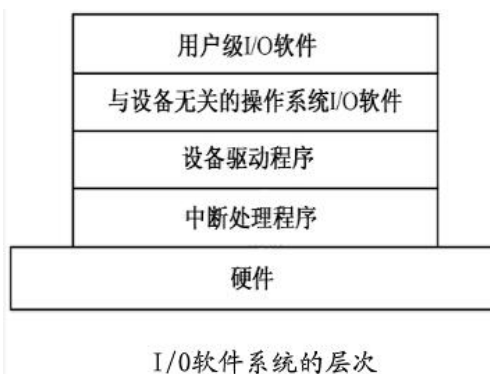 用户级I/O软件
与设备无关的操作系统I/O软件
设备驱动程序
中断处理程序
硬件
I/O软件系统的层次